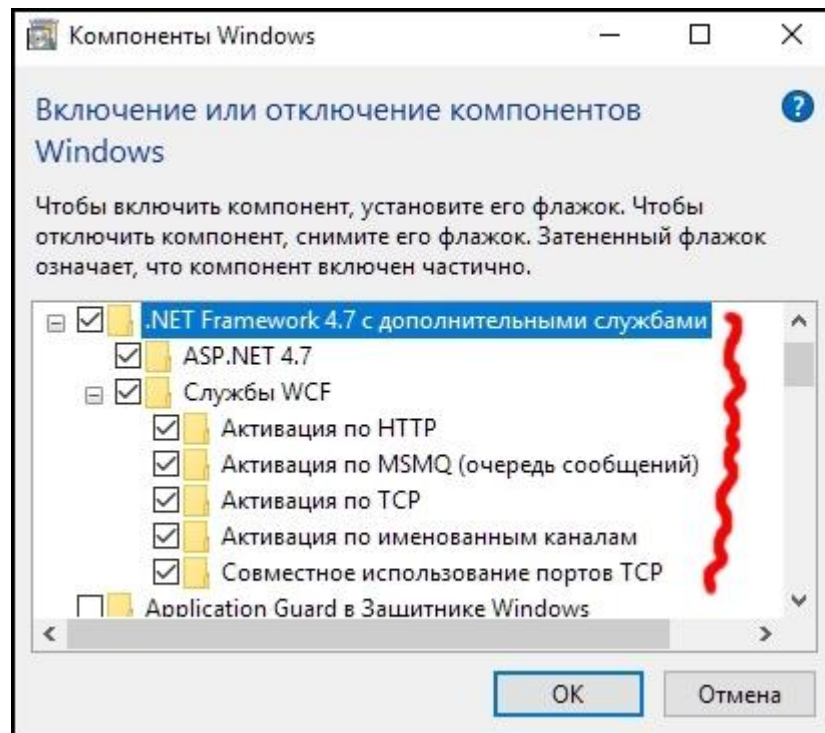 Компоненты Windows
Включение или отключение компонентов
Windows
?
Чтобы включить компонент, установите его флажок. Чтобы
отключить компонент, снимите его флажок. Затененный флажок
означает, что компонент включен частично.
.NET Framework 4.7 с дополнительными службами
ASP.NET 4.7
Службы WCF
Активация по HTTP
Активация по MSMQ (очередь сообщений)
Активация по TCP
Активация по именованным каналам
Совместное использование портов TCP
Application Guard в Защитнике Windows
ОК
Отмена